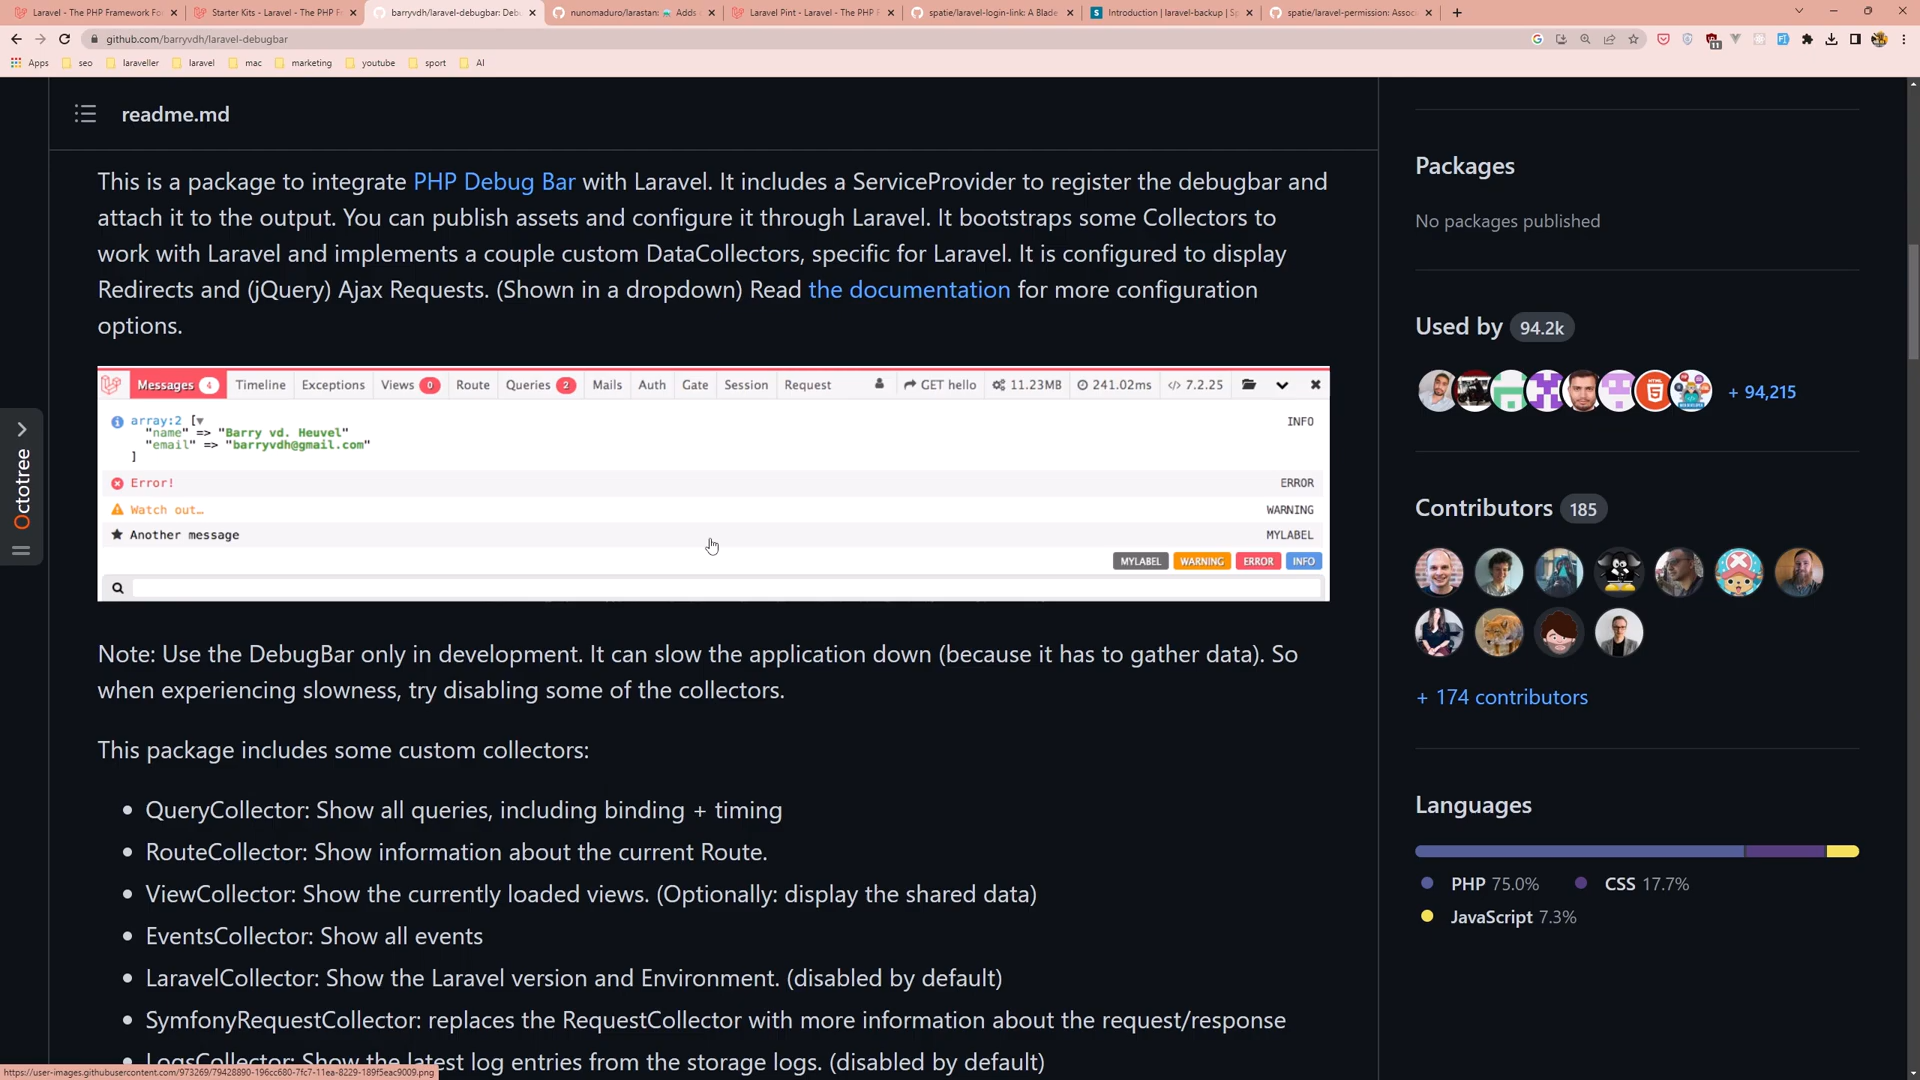 Laravel - The PHP Framework Fo
Starter Kits - Laravel - The PHP F
barryvdh/laravel-debugbar: Deb
nunomaduro/larastan: Adds c
Laravel Pint - Laravel - The PHP F
spatie/laravel-login-link: A Blade
Introduction | laravel-backup | Sp
spatie/laravel-permission: Assoc
github.com/barryvdh/laravel-debugbar
Apps
seo
laraveller
laravel
mac
marketing
youtube
sport
AI
readme.md
This is a package to integrate PHP Debug Bar with Laravel. It includes a ServiceProvider to register the debugbar and
attach it to the output. You can publish assets and configure it through Laravel. It bootstraps some Collectors to
work with Laravel and implements a couple custom DataCollectors, specific for Laravel. It is configured to display
Redirects and (jQuery) Ajax Requests. (Shown in a dropdown) Read the documentation for more configuration
options.
Messages 4 Timeline Exceptions Views 0 Route Queries 2 Mails Auth Gate Session Request GET hello 11.23MB 241.02ms </> 7.2.25
array:2 [▼
"name" => "Barry vd. Heuvel"
"email" => "barryvdh@gmail.com"
]
INFO
Error! ERROR
Watch out… WARNING
Another message MYLABEL
MYLABEL WARNING ERROR INFO
Note: Use the DebugBar only in development. It can slow the application down (because it has to gather data). So
when experiencing slowness, try disabling some of the collectors.
This package includes some custom collectors:
• QueryCollector: Show all queries, including binding + timing
• RouteCollector: Show information about the current Route.
• ViewCollector: Show the currently loaded views. (Optionally: display the shared data)
• EventsCollector: Show all events
• LaravelCollector: Show the Laravel version and Environment. (disabled by default)
• SymfonyRequestCollector: replaces the RequestCollector with more information about the request/response
• LogsCollector: Show the latest log entries from the storage logs. (disabled by default)
https://user-images.githubusercontent.com/973269/79428890-196cc680-7fc7-11ea-8229-189f5eac9009.png
Octotree
Packages
No packages published
Used by 94.2k
+ 94,215
Contributors 185
+ 174 contributors
Languages
PHP 75.0%
CSS 17.7%
JavaScript 7.3%